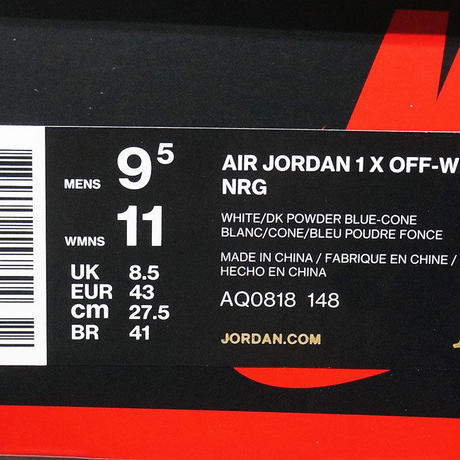 MENS 9⁵
WMNS 11
UK 8.5
EUR 43
cm 27.5
BR 41
AIR JORDAN 1 X OFF-W
NRG
WHITE/DK POWDER BLUE-CONE
BLANC/CONE/BLEU POUDRE FONCE
MADE IN CHINA / FABRIQUE EN CHINE /
HECHO EN CHINA
AQ0818 148
JORDAN.COM